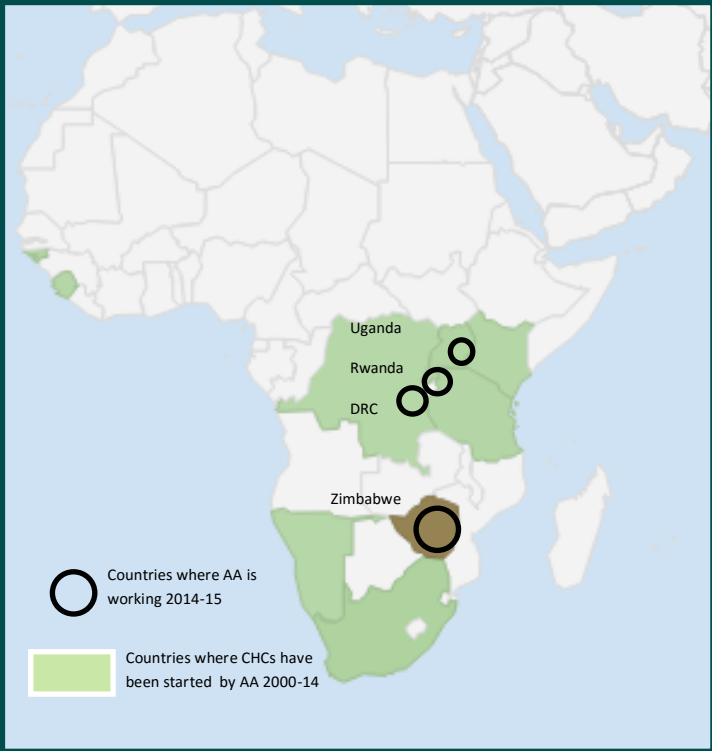 Uganda
Rwanda
DRC
Zimbabwe
Countries where AA is
working 2014-15
Countries where CHCs have
been started by AA 2000-14